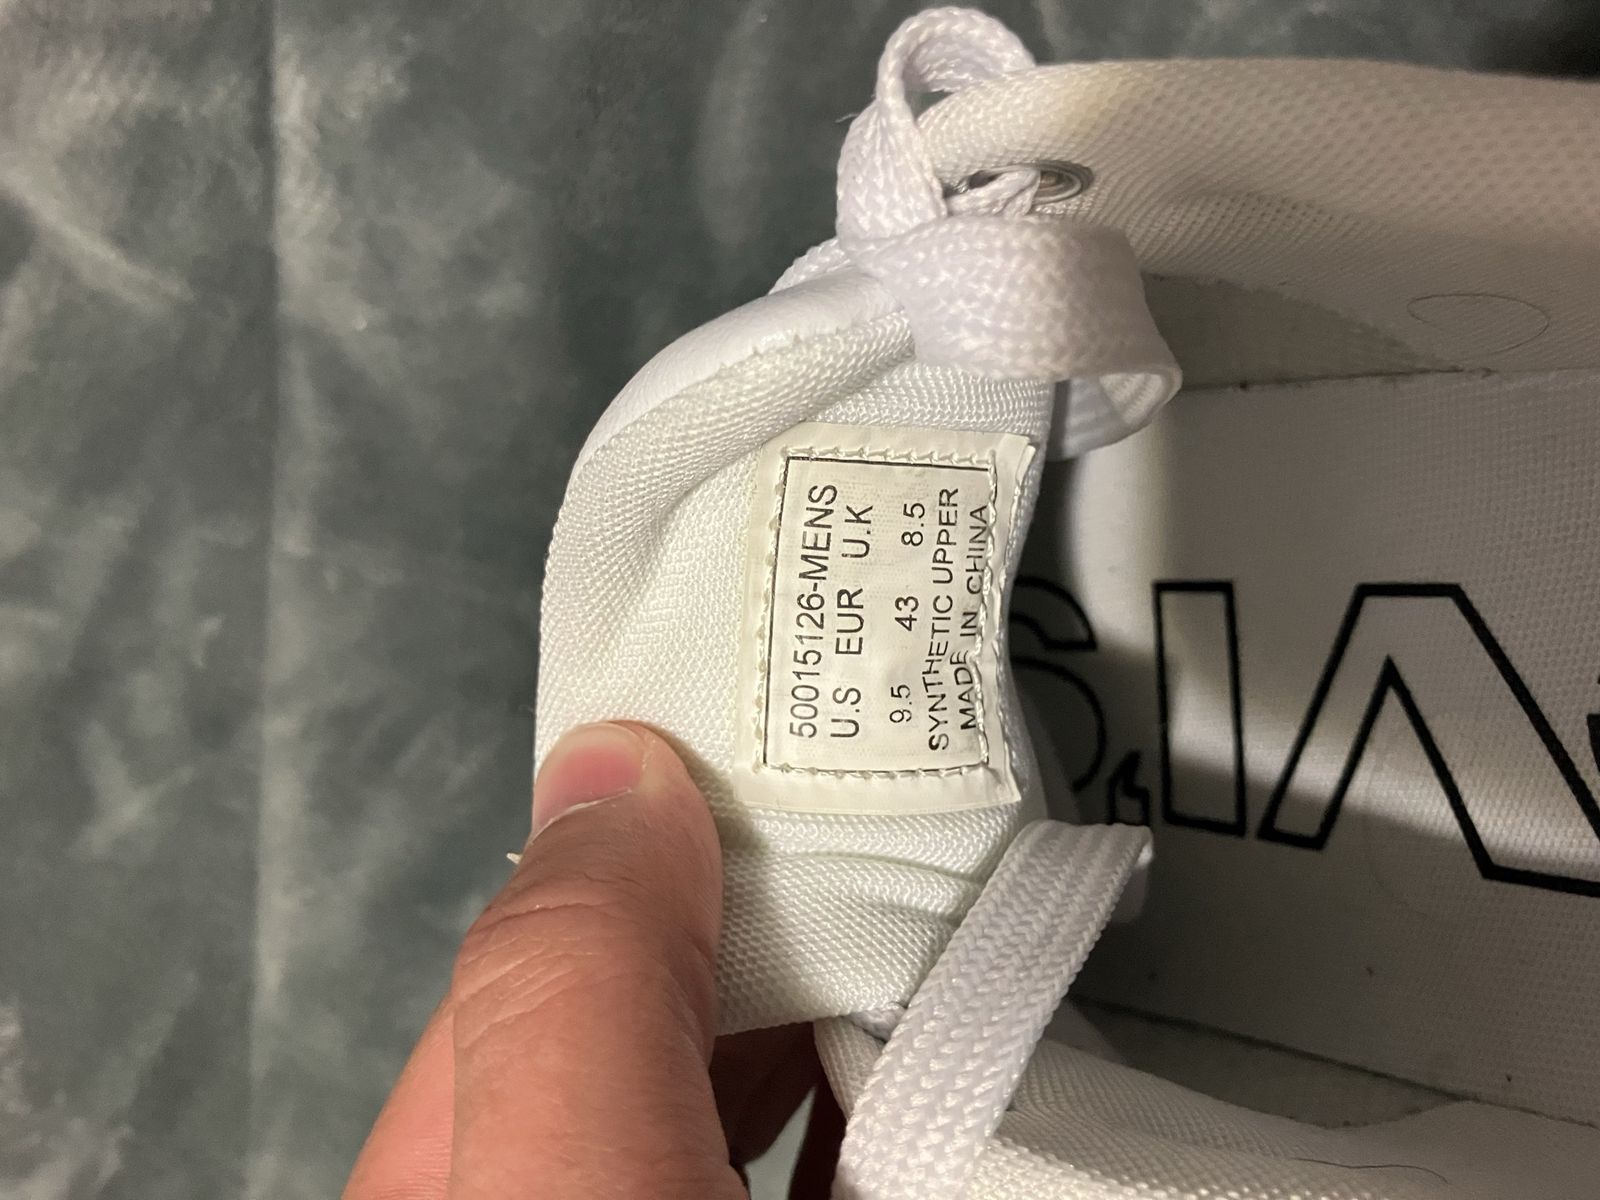 50015126-MENS
U.S EUR U.K
9.5 43 8.5
SYNTHETIC UPPER
MADE IN CHINA